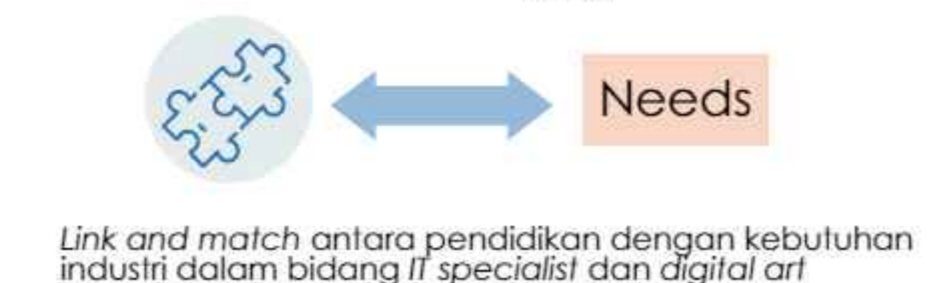 Needs
Link and match antara pendidikan dengan kebutuhan
industri dalam bidang IT specialist dan digital art